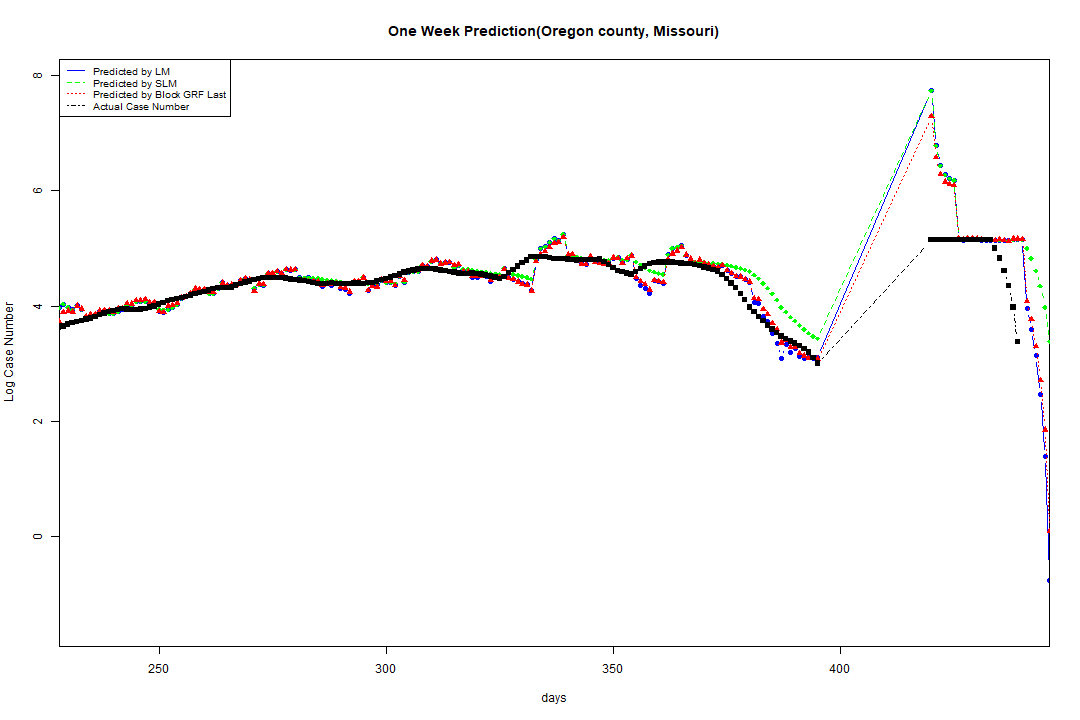 One Week Prediction(Oregon county, Missouri)
Predicted by LM
Predicted by SLM
Predicted by Block GRF Last
Actual Case Number
8
6
4
2
0
Log Case Number
250 300 350 400
days